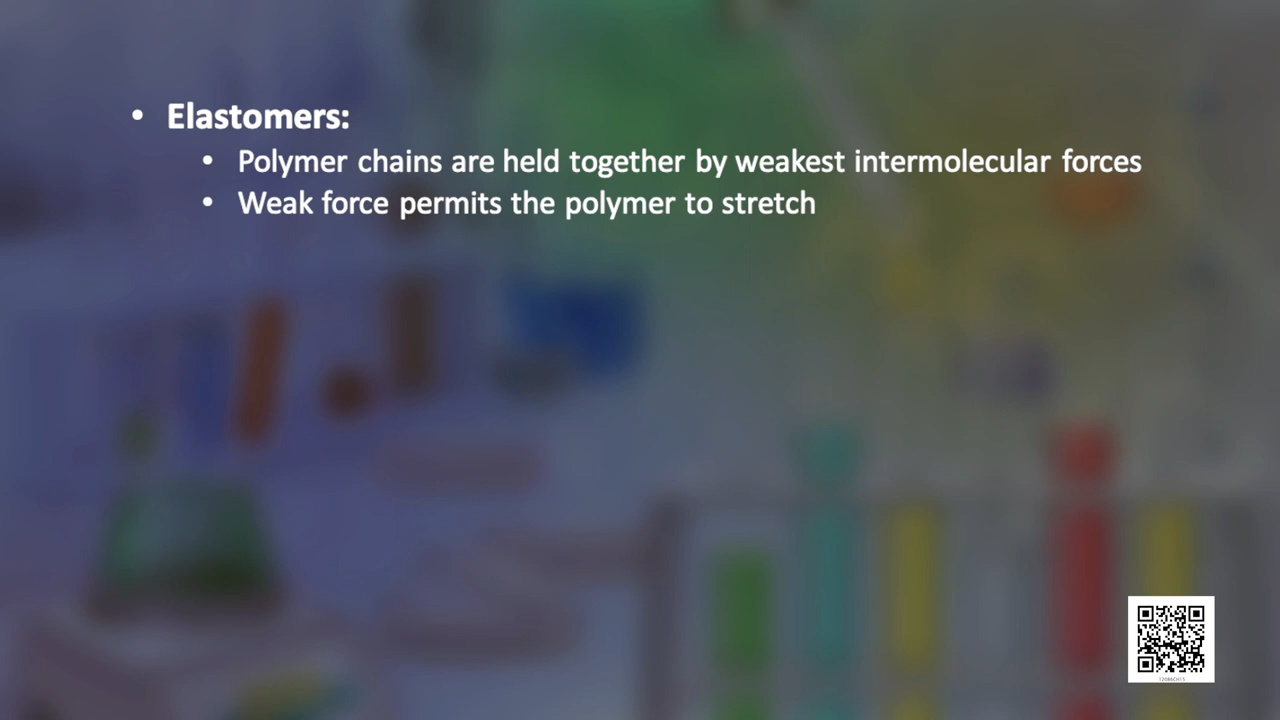 • Elastomers:
• Polymer chains are held together by weakest intermolecular forces
• Weak force permits the polymer to stretch